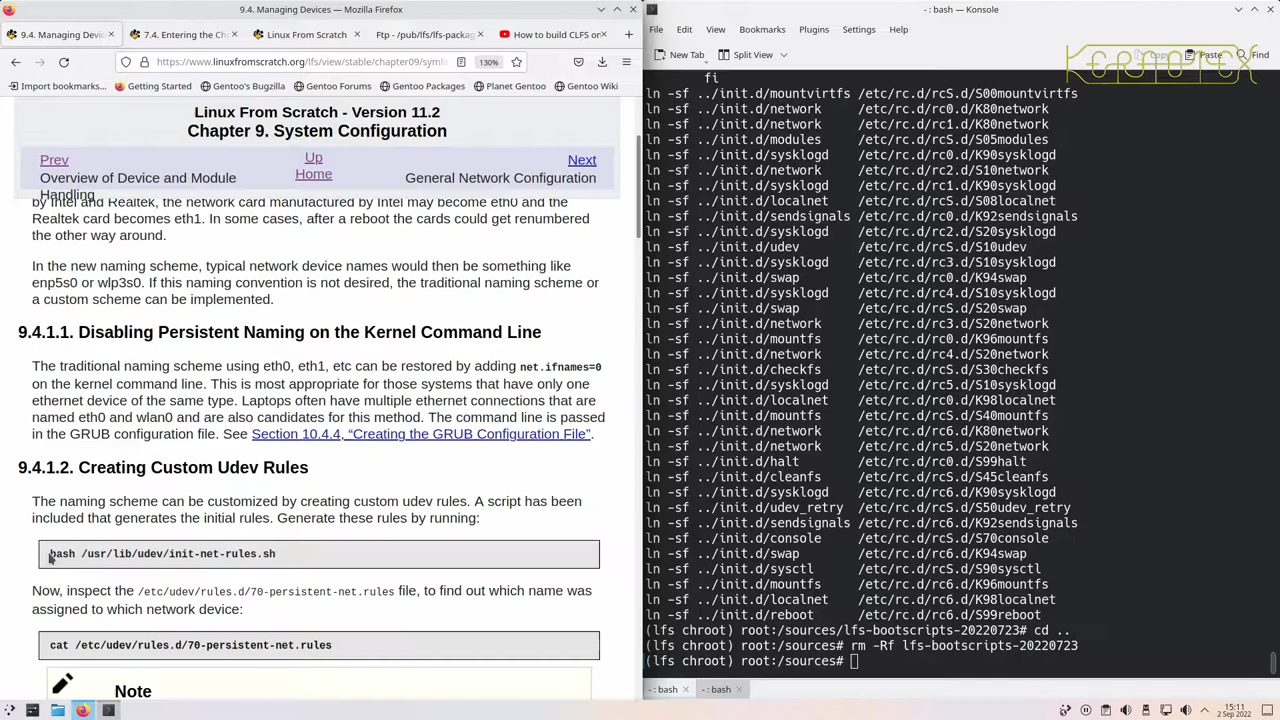 9.4. Managing Devices — Mozilla Firefox
9.4. Managing Devic
7.4. Entering the Ch
Linux From Scratch
Ftp - /pub/lfs/lfs-packag
How to build CLFS on
https://www.linuxfromscratch.org/lfs/view/stable/chapter09/syml
130%
Import bookmarks...
Getting Started
Gentoo Home
Gentoo Forums
Gentoo Packages
Planet Gentoo
Gentoo Wiki
Linux From Scratch - Version 11.2
Chapter 9. System Configuration
Prev
Up
Next
Overview of Device and Module Handling
Home
General Network Configuration
by Intel and Realtek, the network card manufactured by Intel may become eth0 and the
Realtek card becomes eth1. In some cases, after a reboot the cards could get renumbered
the other way around.
In the new naming scheme, typical network device names would then be something like
enp5s0 or wlp3s0. If this naming convention is not desired, the traditional naming scheme or
a custom scheme can be implemented.
9.4.1.1. Disabling Persistent Naming on the Kernel Command Line
The traditional naming scheme using eth0, eth1, etc can be restored by adding net.ifnames=0
on the kernel command line. This is most appropriate for those systems that have only one
ethernet device of the same type. Laptops often have multiple ethernet connections that are
named eth0 and wlan0 and are also candidates for this method. The command line is passed
in the GRUB configuration file. See Section 10.4.4, “Creating the GRUB Configuration File”.
9.4.1.2. Creating Custom Udev Rules
The naming scheme can be customized by creating custom udev rules. A script has been
included that generates the initial rules. Generate these rules by running:
bash /usr/lib/udev/init-net-rules.sh
Now, inspect the /etc/udev/rules.d/70-persistent-net.rules file, to find out which name was
assigned to which network device:
cat /etc/udev/rules.d/70-persistent-net.rules
Note
- : bash — Konsole
File Edit View Bookmarks Plugins Settings Help
New Tab Split View Copy Paste Find
KERNOTEX
fi
ln -sf ../init.d/mountvirtfs /etc/rc.d/rcS.d/S00mountvirtfs
ln -sf ../init.d/network /etc/rc.d/rc0.d/K80network
ln -sf ../init.d/network /etc/rc.d/rc1.d/K80network
ln -sf ../init.d/modules /etc/rc.d/rcS.d/S05modules
ln -sf ../init.d/sysklogd /etc/rc.d/rc0.d/K90sysklogd
ln -sf ../init.d/network /etc/rc.d/rc2.d/S10network
ln -sf ../init.d/sysklogd /etc/rc.d/rc1.d/K90sysklogd
ln -sf ../init.d/localnet /etc/rc.d/rcS.d/S08localnet
ln -sf ../init.d/sendsignals /etc/rc.d/rc0.d/K92sendsignals
ln -sf ../init.d/sysklogd /etc/rc.d/rc2.d/S20sysklogd
ln -sf ../init.d/udev /etc/rc.d/rcS.d/S10udev
ln -sf ../init.d/sysklogd /etc/rc.d/rc3.d/S10sysklogd
ln -sf ../init.d/swap /etc/rc.d/rc0.d/K94swap
ln -sf ../init.d/sysklogd /etc/rc.d/rc4.d/S10sysklogd
ln -sf ../init.d/swap /etc/rc.d/rcS.d/S20swap
ln -sf ../init.d/network /etc/rc.d/rc3.d/S20network
ln -sf ../init.d/mountfs /etc/rc.d/rc0.d/K96mountfs
ln -sf ../init.d/network /etc/rc.d/rc4.d/S20network
ln -sf ../init.d/checkfs /etc/rc.d/rcS.d/S30checkfs
ln -sf ../init.d/sysklogd /etc/rc.d/rc5.d/S10sysklogd
ln -sf ../init.d/localnet /etc/rc.d/rc0.d/K98localnet
ln -sf ../init.d/mountfs /etc/rc.d/rcS.d/S40mountfs
ln -sf ../init.d/network /etc/rc.d/rc6.d/K80network
ln -sf ../init.d/network /etc/rc.d/rc5.d/S20network
ln -sf ../init.d/halt /etc/rc.d/rc0.d/S99halt
ln -sf ../init.d/cleanfs /etc/rc.d/rcS.d/S45cleanfs
ln -sf ../init.d/sysklogd /etc/rc.d/rc6.d/K90sysklogd
ln -sf ../init.d/udev_retry /etc/rc.d/rcS.d/S50udev_retry
ln -sf ../init.d/sendsignals /etc/rc.d/rc6.d/K92sendsignals
ln -sf ../init.d/console /etc/rc.d/rcS.d/S70console
ln -sf ../init.d/swap /etc/rc.d/rc6.d/K94swap
ln -sf ../init.d/sysctl /etc/rc.d/rcS.d/S90sysctl
ln -sf ../init.d/mountfs /etc/rc.d/rc6.d/K96mountfs
ln -sf ../init.d/localnet /etc/rc.d/rc6.d/K98localnet
ln -sf ../init.d/reboot /etc/rc.d/rc6.d/S99reboot
(lfs chroot) root:/sources/lfs-bootscripts-20220723# cd ..
(lfs chroot) root:/sources# rm -Rf lfs-bootscripts-20220723
(lfs chroot) root:/sources#
- : bash
- : bash
15:11
2 Sep 2022